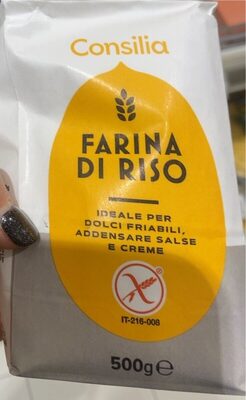 Consilia
FARINA
DI RISO
IDEALE PER
DOLCI FRIABILI,
ADDENSARE SALSE
E CREME
IT-216-008
500g e